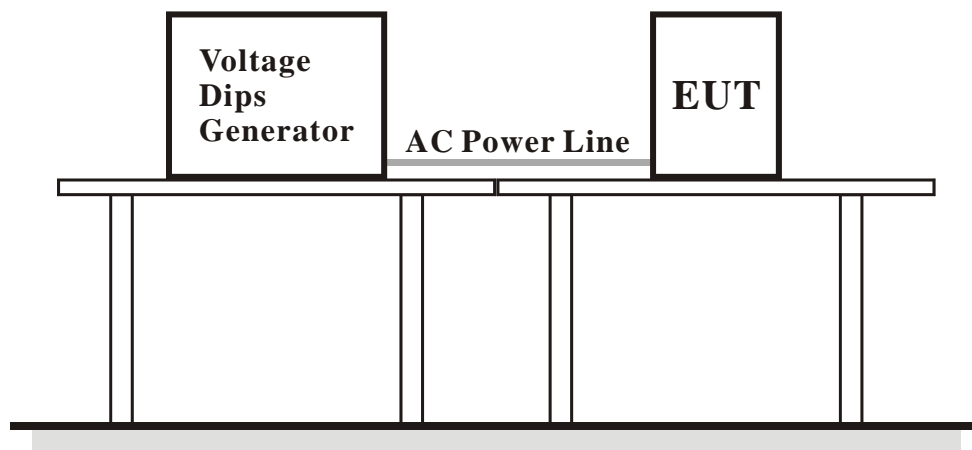 Voltage
Dips
Generator
EUT
AC Power Line